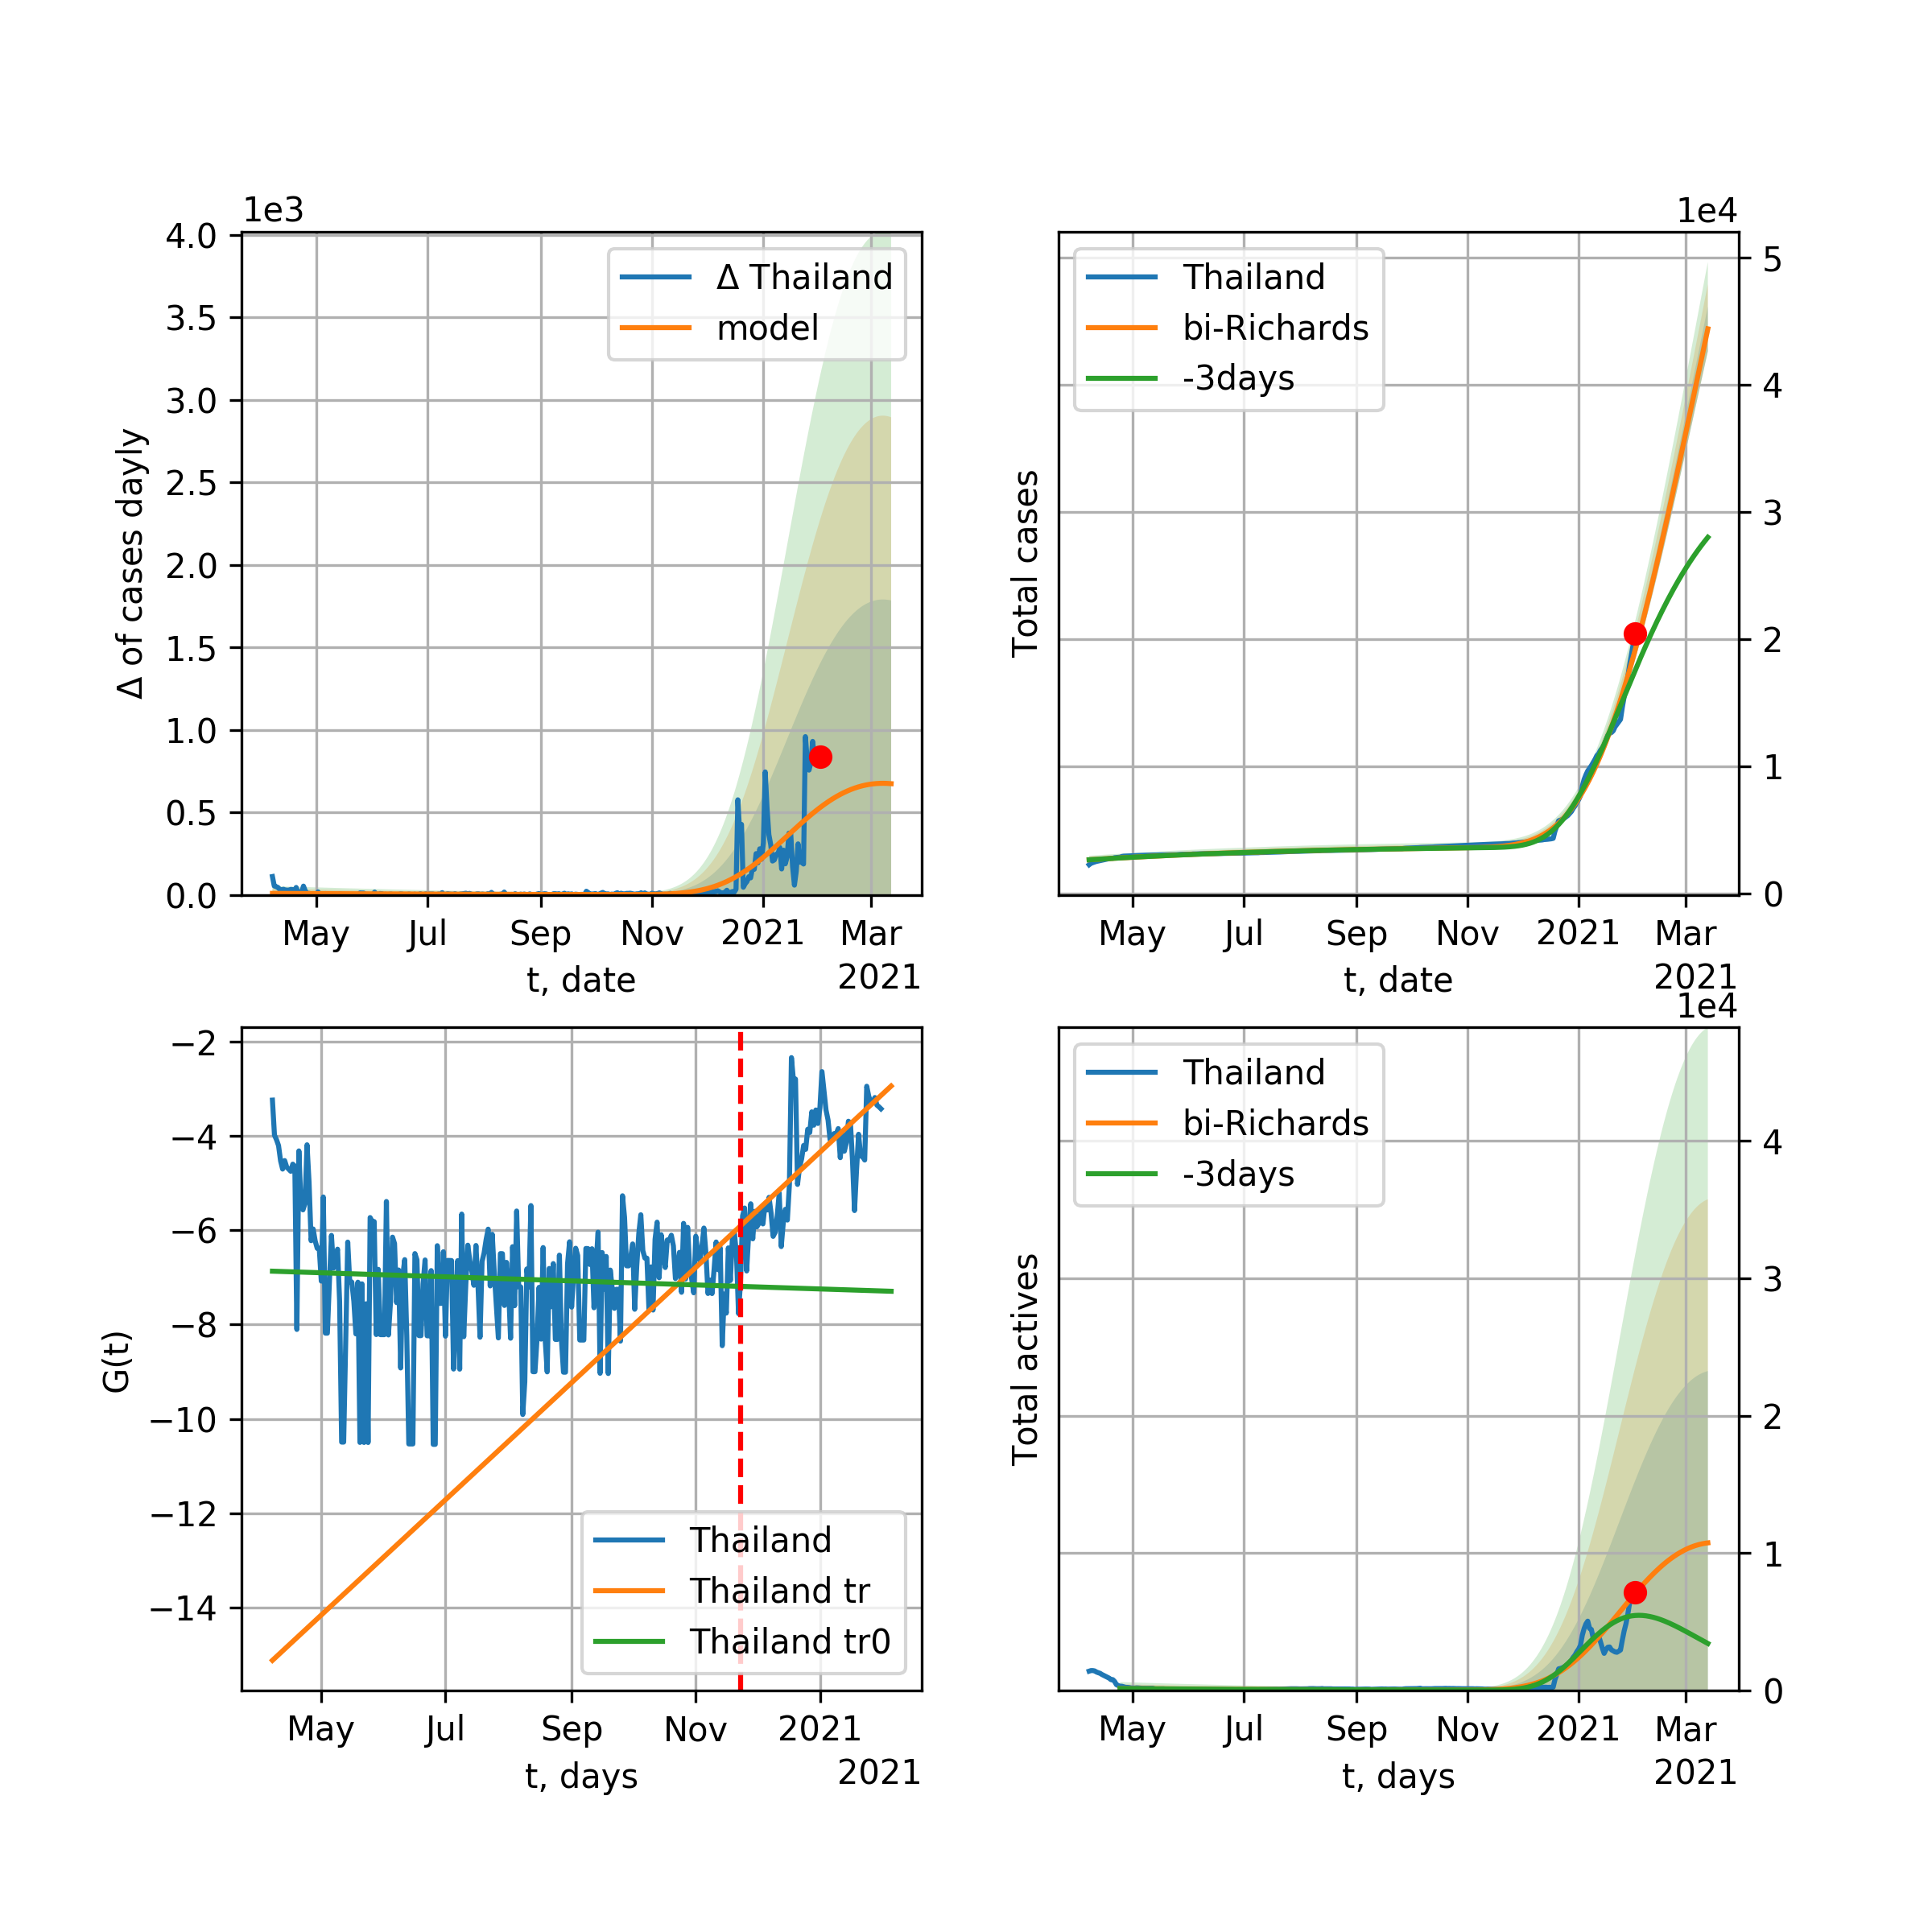 1e3
4.0
3.5
3.0
2.5
2.0
1.5
1.0
0.5
0.0
Δ of cases dayly
Δ Thailand
model
May Jul Sep Nov 2021 Mar
t, date
2021
1e4
5
4
3
2
1
0
Total cases
Thailand
bi-Richards
-3days
May Jul Sep Nov 2021 Mar
t, date
2021
−2
−4
−6
−8
−10
−12
−14
G(t)
Thailand
Thailand tr
Thailand tr0
May Jul Sep Nov 2021
t, days
2021
1e4
4
3
2
1
0
Total actives
Thailand
bi-Richards
-3days
May Jul Sep Nov 2021 Mar
t, days
2021